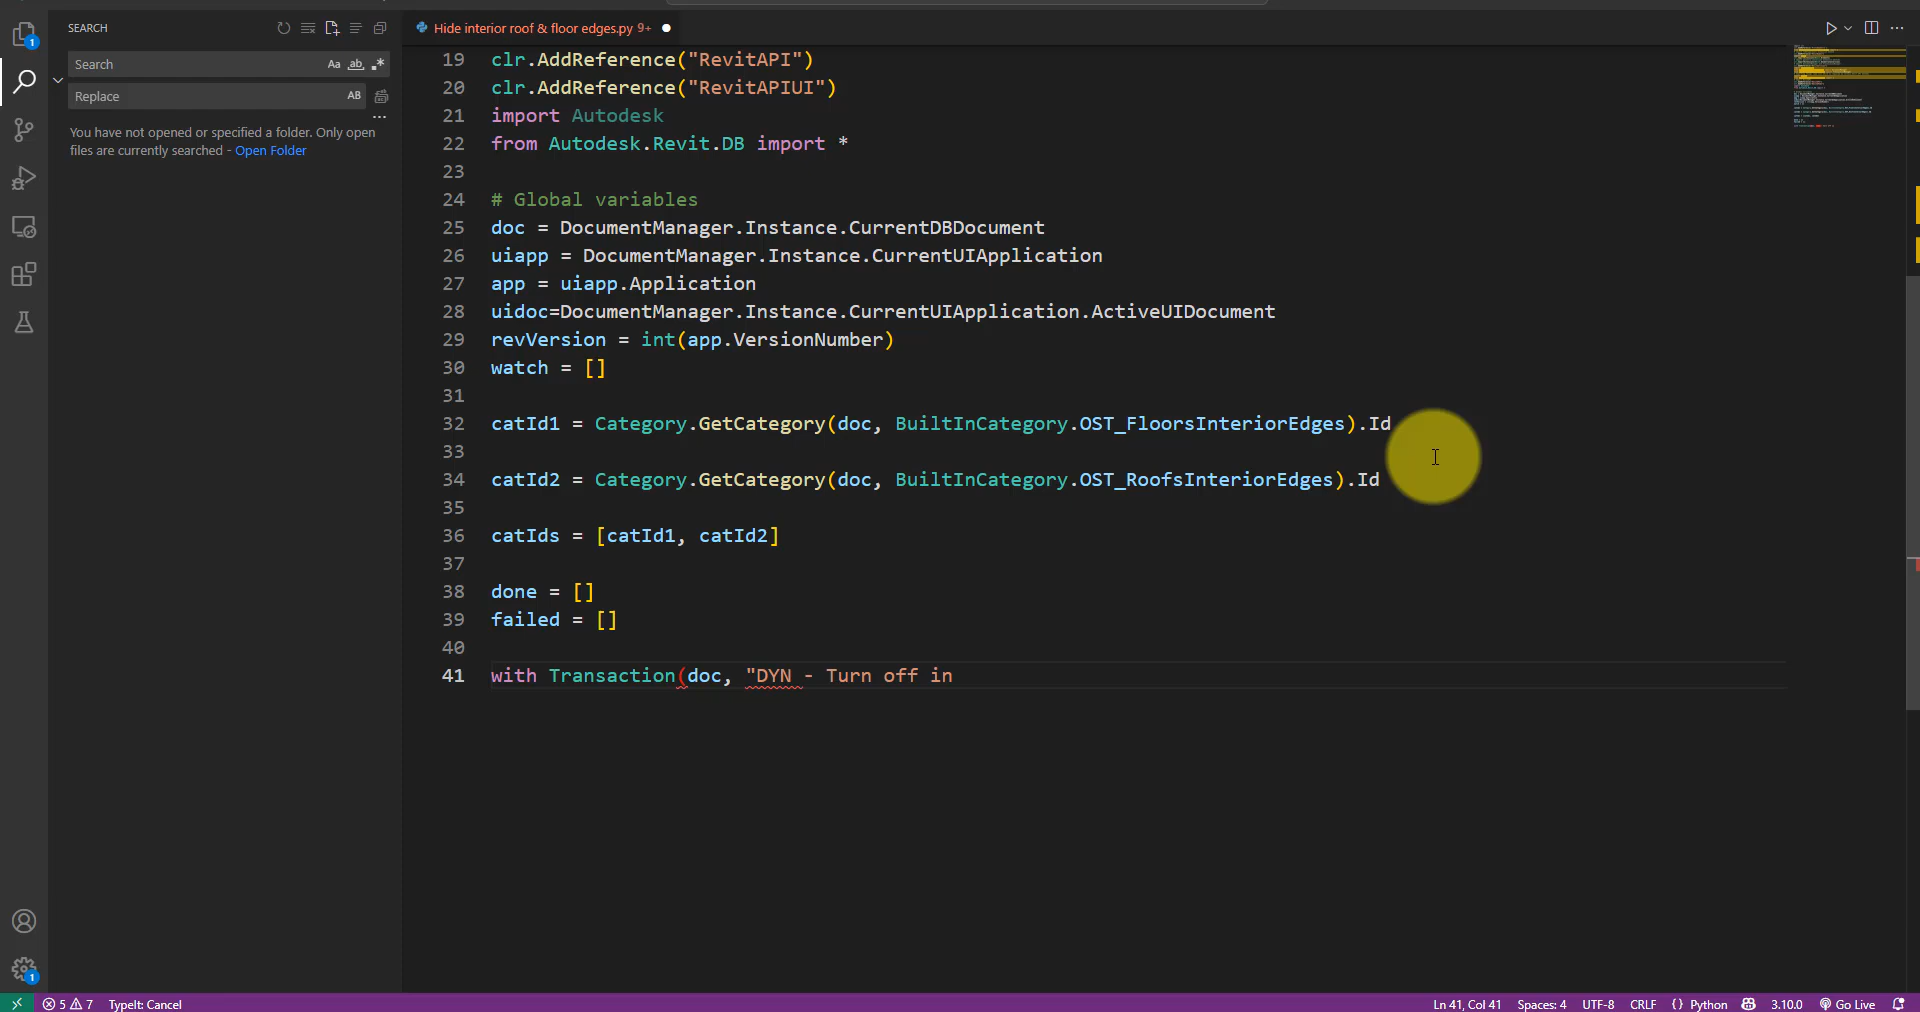 SEARCH
Hide interior roof & floor edges.py 9+
Search
Aa ab
Replace
AB
You have not opened or specified a folder. Only open
files are currently searched - Open Folder
19 clr.AddReference("RevitAPI")
20 clr.AddReference("RevitAPIUI")
21 import Autodesk
22 from Autodesk.Revit.DB import *
23
24 # Global variables
25 doc = DocumentManager.Instance.CurrentDBDocument
26 uiapp = DocumentManager.Instance.CurrentUIApplication
27 app = uiapp.Application
28 uidoc=DocumentManager.Instance.CurrentUIApplication.ActiveUIDocument
29 revVersion = int(app.VersionNumber)
30 watch = []
31
32 catId1 = Category.GetCategory(doc, BuiltInCategory.OST_FloorsInteriorEdges).Id
33
34 catId2 = Category.GetCategory(doc, BuiltInCategory.OST_RoofsInteriorEdges).Id
35
36 catIds = [catId1, catId2]
37
38 done = []
39 failed = []
40
41 with Transaction(doc, "DYN - Turn off in
1
1
5 7 TypeIt: Cancel
Ln 41, Col 41 Spaces: 4 UTF-8 CRLF {} Python 3.10.0 Go Live